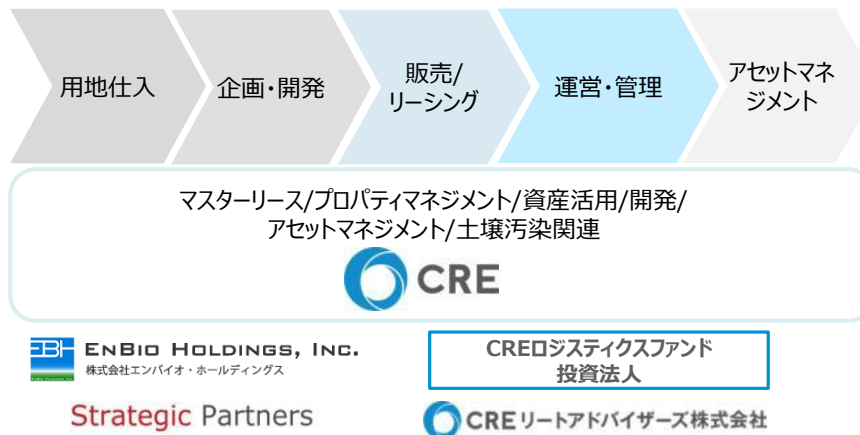 用地仕入
企画・開発
販売/
リーシング
運営・管理
アセットマネ
ジメント
マスターリース/プロパティマネジメント/資産活用/開発/
アセットマネジメント/土壌汚染関連
CRE
EBH ENBIO HOLDINGS, INC.
株式会社エンバイオ・ホールディングス
CREロジスティクスファンド
投資法人
Strategic Partners
CREリートアドバイザーズ株式会社